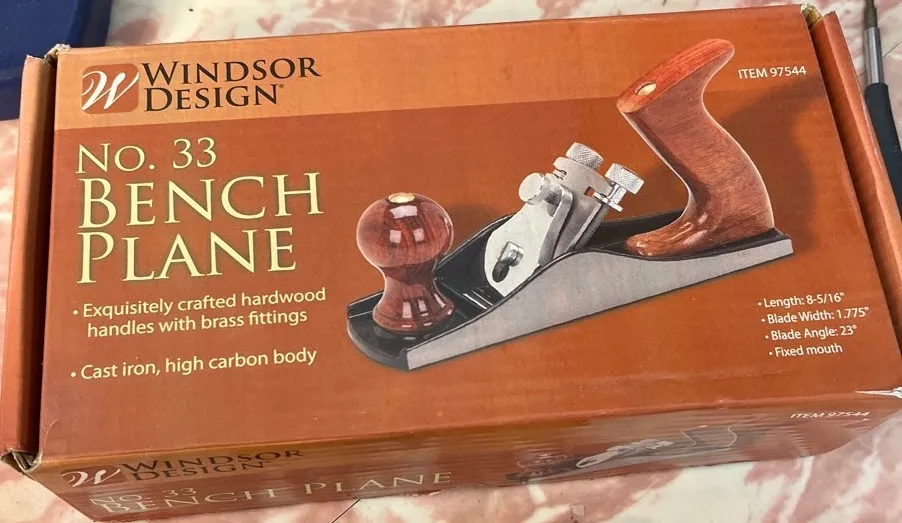 WINDSOR
DESIGN®
ITEM 97544
No. 33
BENCH
PLANE
• Exquisitely crafted hardwood
handles with brass fittings
• Cast iron, high carbon body
• Length: 8-5/16"
• Blade Width: 1.775"
• Blade Angle: 23°
• Fixed mouth
ITEM 97544
WINDSOR
DESIGN
No. 33
BENCH PLANE